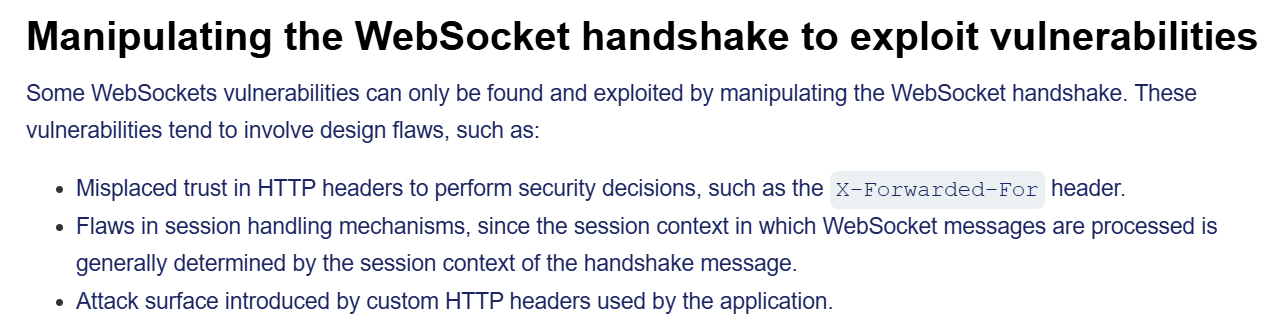 Manipulating the WebSocket handshake to exploit vulnerabilities
Some WebSockets vulnerabilities can only be found and exploited by manipulating the WebSocket handshake. These
vulnerabilities tend to involve design flaws, such as:
• Misplaced trust in HTTP headers to perform security decisions, such as the X-Forwarded-For header.
• Flaws in session handling mechanisms, since the session context in which WebSocket messages are processed is
generally determined by the session context of the handshake message.
• Attack surface introduced by custom HTTP headers used by the application.